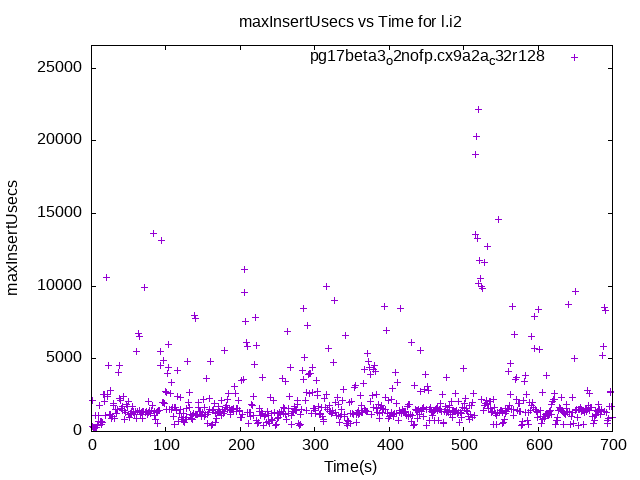 maxInsertUsecs vs Time for l.i2
pg17beta3_o2nofp.cx9a2a_c32r128
25000
20000
15000
10000
5000
0
maxInsertUsecs
0 100 200 300 400 500 600 700
Time(s)